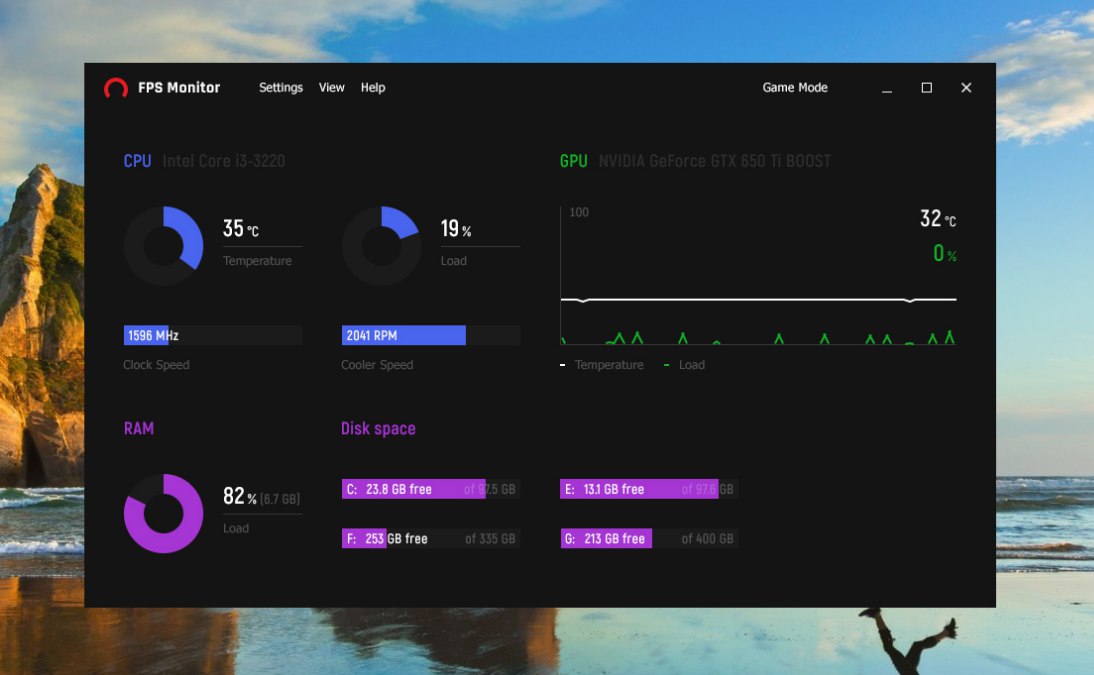 FPS Monitor Settings View Help Game Mode
CPU Intel Core i3-3220
35 °C
Temperature
19 %
Load
1596 MHz
Clock Speed
2041 RPM
Cooler Speed
GPU NVIDIA GeForce GTX 650 Ti BOOST
100
32 °C
0 %
Temperature
Load
RAM
82 % (6.7 GB)
Load
Disk space
C: 23.8 GB free of 97.5 GB
E: 13.1 GB free of 97.6 GB
F: 253 GB free of 335 GB
G: 213 GB free of 400 GB